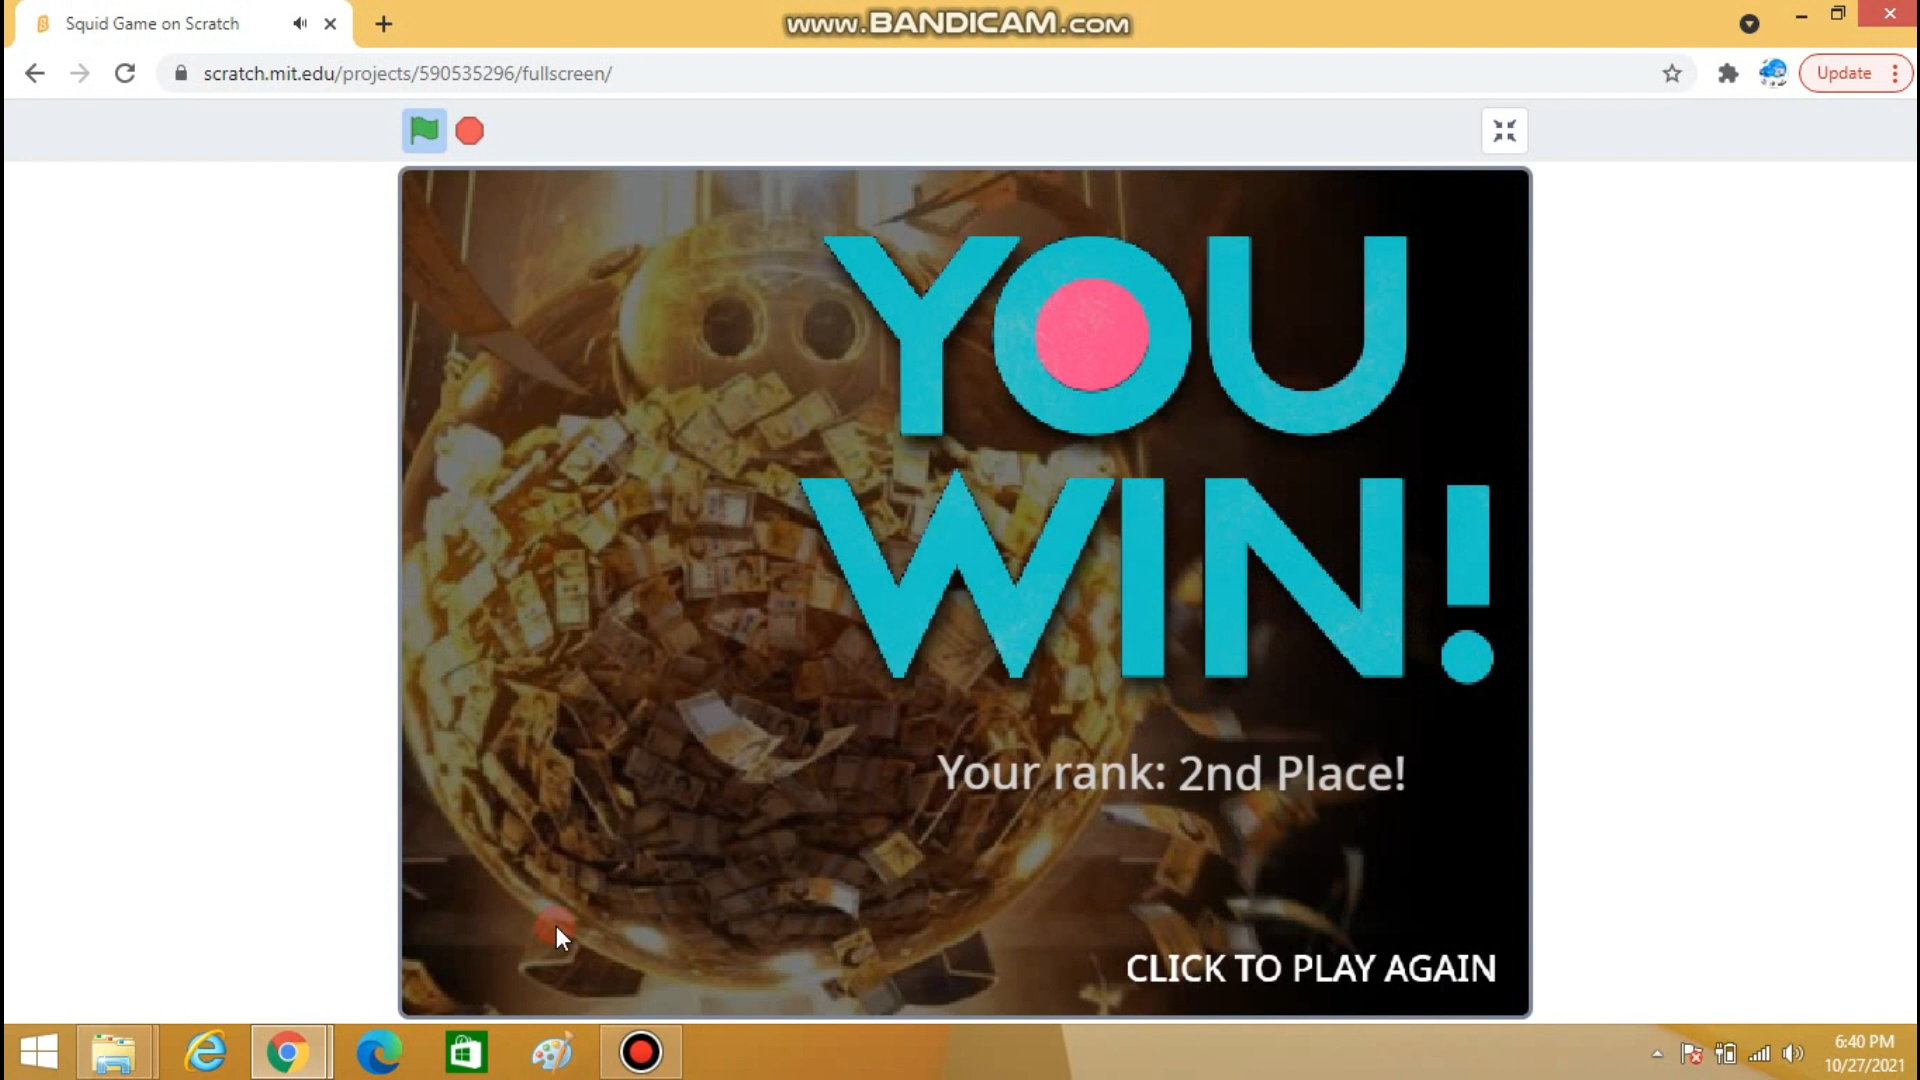 Squid Game on Scratch
www.BANDICAM.com
scratch.mit.edu/projects/590535296/fullscreen/
Update
YOU
WIN!
Your rank: 2nd Place!
CLICK TO PLAY AGAIN
6:40 PM
10/27/2021